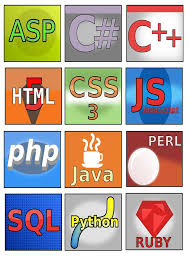 ASP
C#
C++
HTML
CSS
3
JS
php
Java
PERL
SQL
Python
RUBY